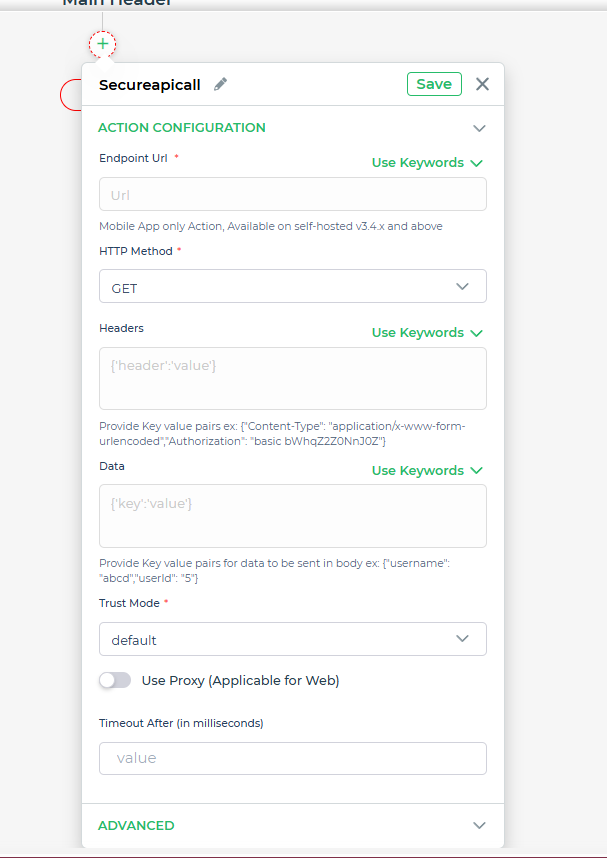 Main Header
Secureapicall
Save
ACTION CONFIGURATION
Endpoint Url *
Use Keywords
Url
Mobile App only Action, Available on self-hosted v3.4.x and above
HTTP Method *
GET
Headers
Use Keywords
{'header':'value'}
Provide Key value pairs ex: {"Content-Type": "application/x-www-form-
urlencoded","Authorization": "basic bWhqZ2Z0NnJ0Z"}
Data
Use Keywords
{'key':'value'}
Provide Key value pairs for data to be sent in body ex: {"username":
"abcd","userId": "5"}
Trust Mode *
default
Use Proxy (Applicable for Web)
Timeout After (in milliseconds)
value
ADVANCED